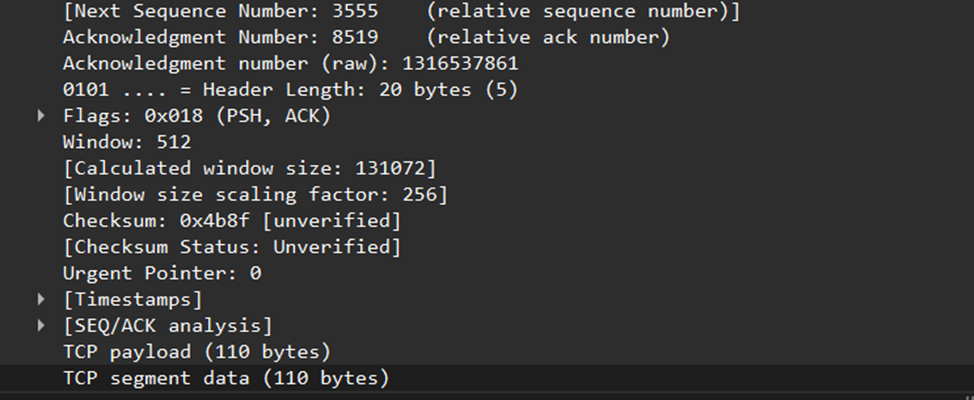 [Next Sequence Number: 3555    (relative sequence number)]
Acknowledgment Number: 8519    (relative ack number)
Acknowledgment number (raw): 1316537861
0101 .... = Header Length: 20 bytes (5)
Flags: 0x018 (PSH, ACK)
Window: 512
[Calculated window size: 131072]
[Window size scaling factor: 256]
Checksum: 0x4b8f [unverified]
[Checksum Status: Unverified]
Urgent Pointer: 0
[Timestamps]
[SEQ/ACK analysis]
TCP payload (110 bytes)
TCP segment data (110 bytes)